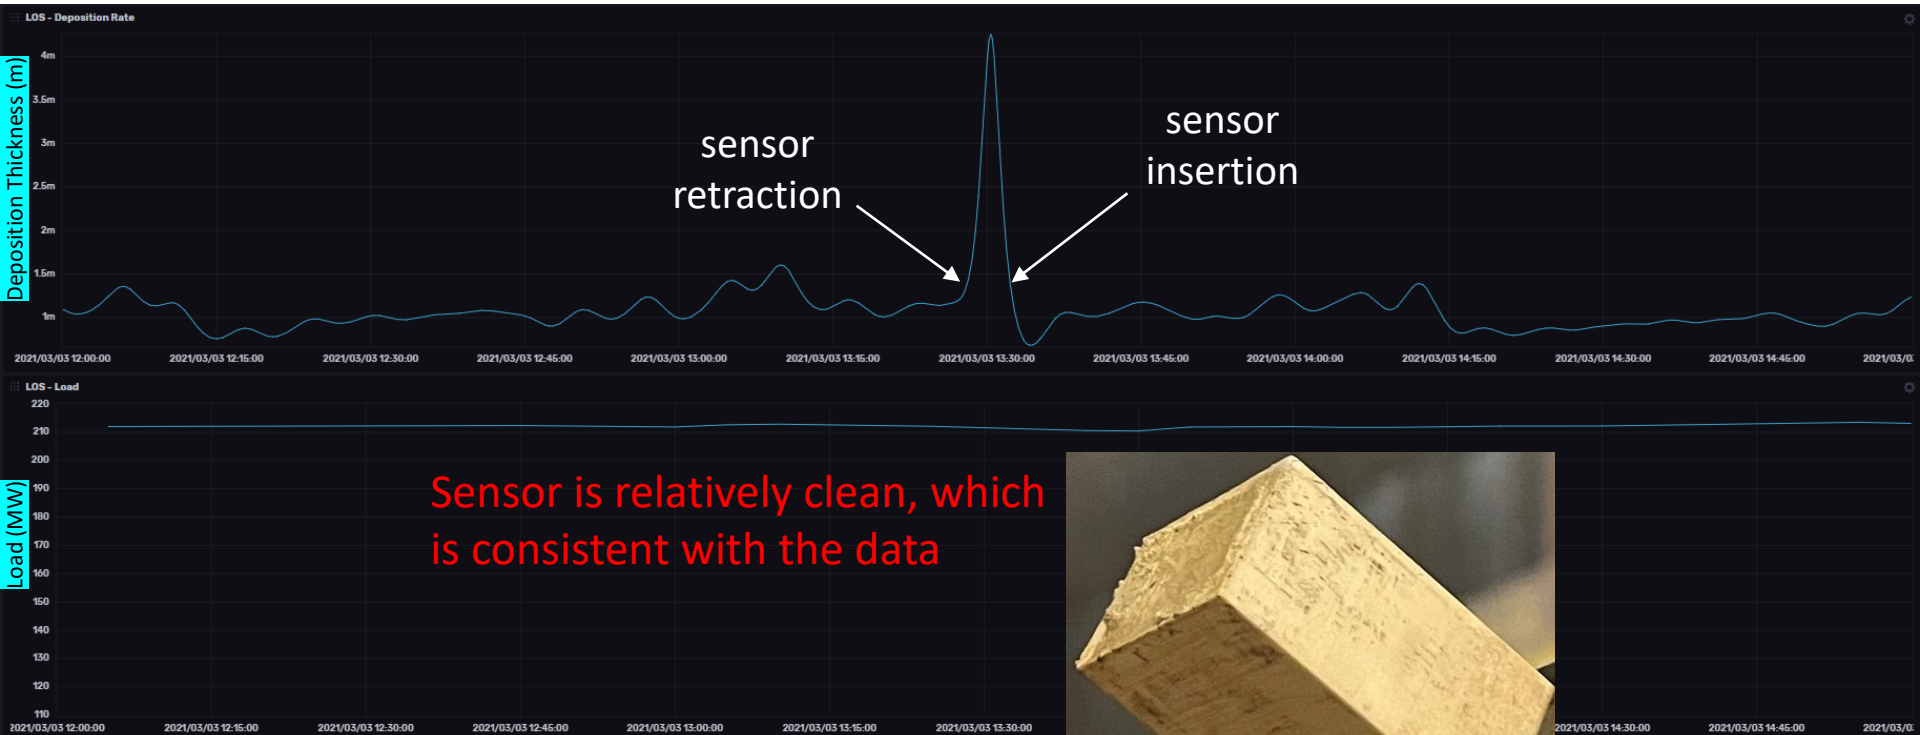 LOS - Deposition Rate
Deposition Thickness (m)
4m
3.5m
3m
2.5m
2m
1.5m
1m
sensor
retraction
sensor
insertion
2021/03/03 12:00:00
2021/03/03 12:15:00
2021/03/03 12:30:00
2021/03/03 12:45:00
2021/03/03 13:00:00
2021/03/03 13:15:00
2021/03/03 13:30:00
2021/03/03 13:45:00
2021/03/03 14:00:00
2021/03/03 14:15:00
2021/03/03 14:30:00
2021/03/03 14:45:00
2021/03/0
LOS - Load
Load (MW)
220
210
200
190
180
170
160
150
140
130
120
110
Sensor is relatively clean, which
is consistent with the data
2021/03/03 12:00:00
2021/03/03 12:15:00
2021/03/03 12:30:00
2021/03/03 12:45:00
2021/03/03 13:00:00
2021/03/03 13:15:00
2021/03/03 13:30:00
2021/03/03 14:30:00
2021/03/03 14:45:00
2021/03/0